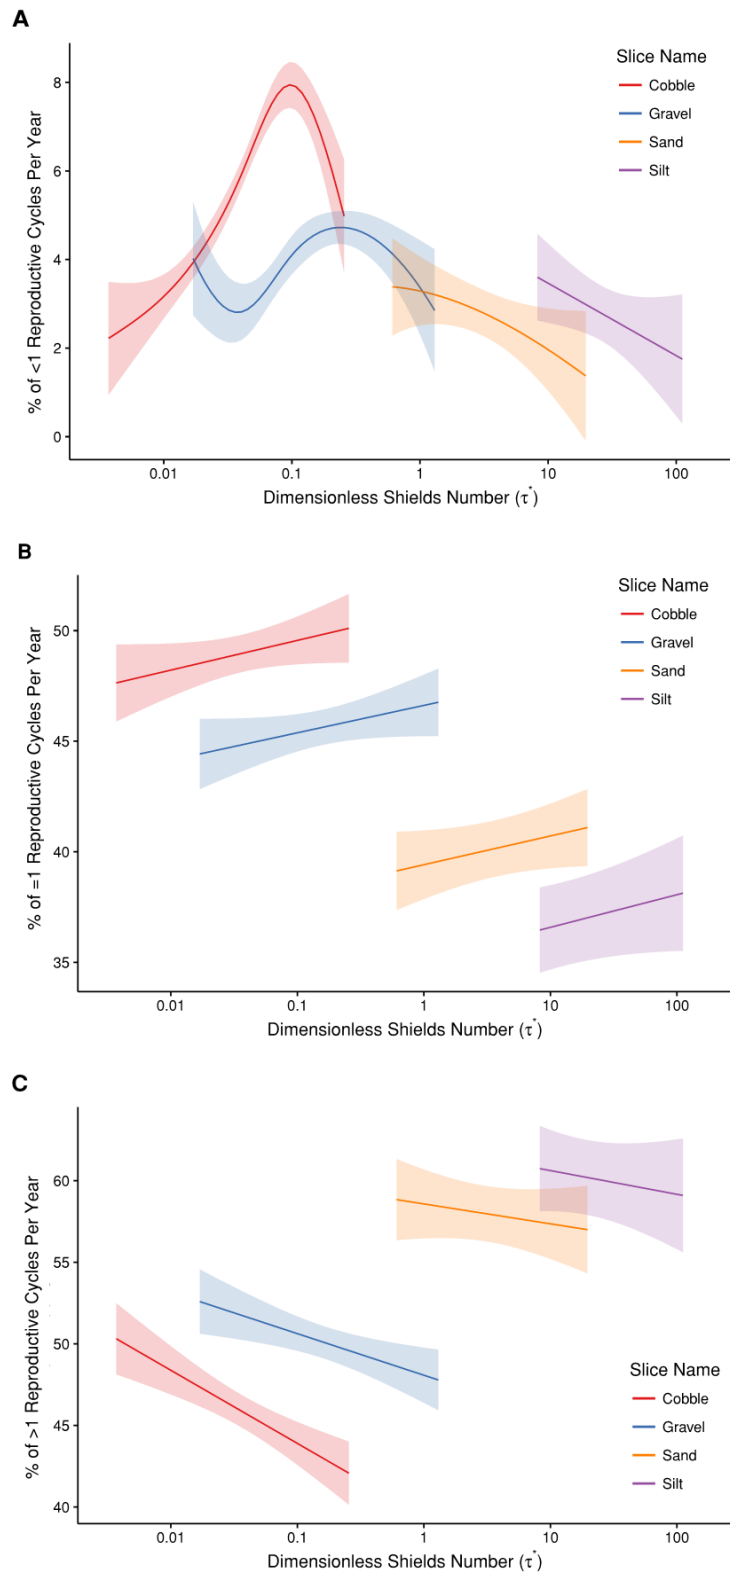 A
% of <1 Reproductive Cycles Per Year
8
6
4
2
0
0.01
0.1
1
10
100
Dimensionless Shields Number (τ*)
Slice Name
Cobble
Gravel
Sand
Silt
B
% of =1 Reproductive Cycles Per Year
50
45
40
35
0.01
0.1
1
10
100
Dimensionless Shields Number (τ*)
Slice Name
Cobble
Gravel
Sand
Silt
C
% of >1 Reproductive Cycles Per Year
60
55
50
45
40
0.01
0.1
1
10
100
Dimensionless Shields Number (τ*)
Slice Name
Cobble
Gravel
Sand
Silt